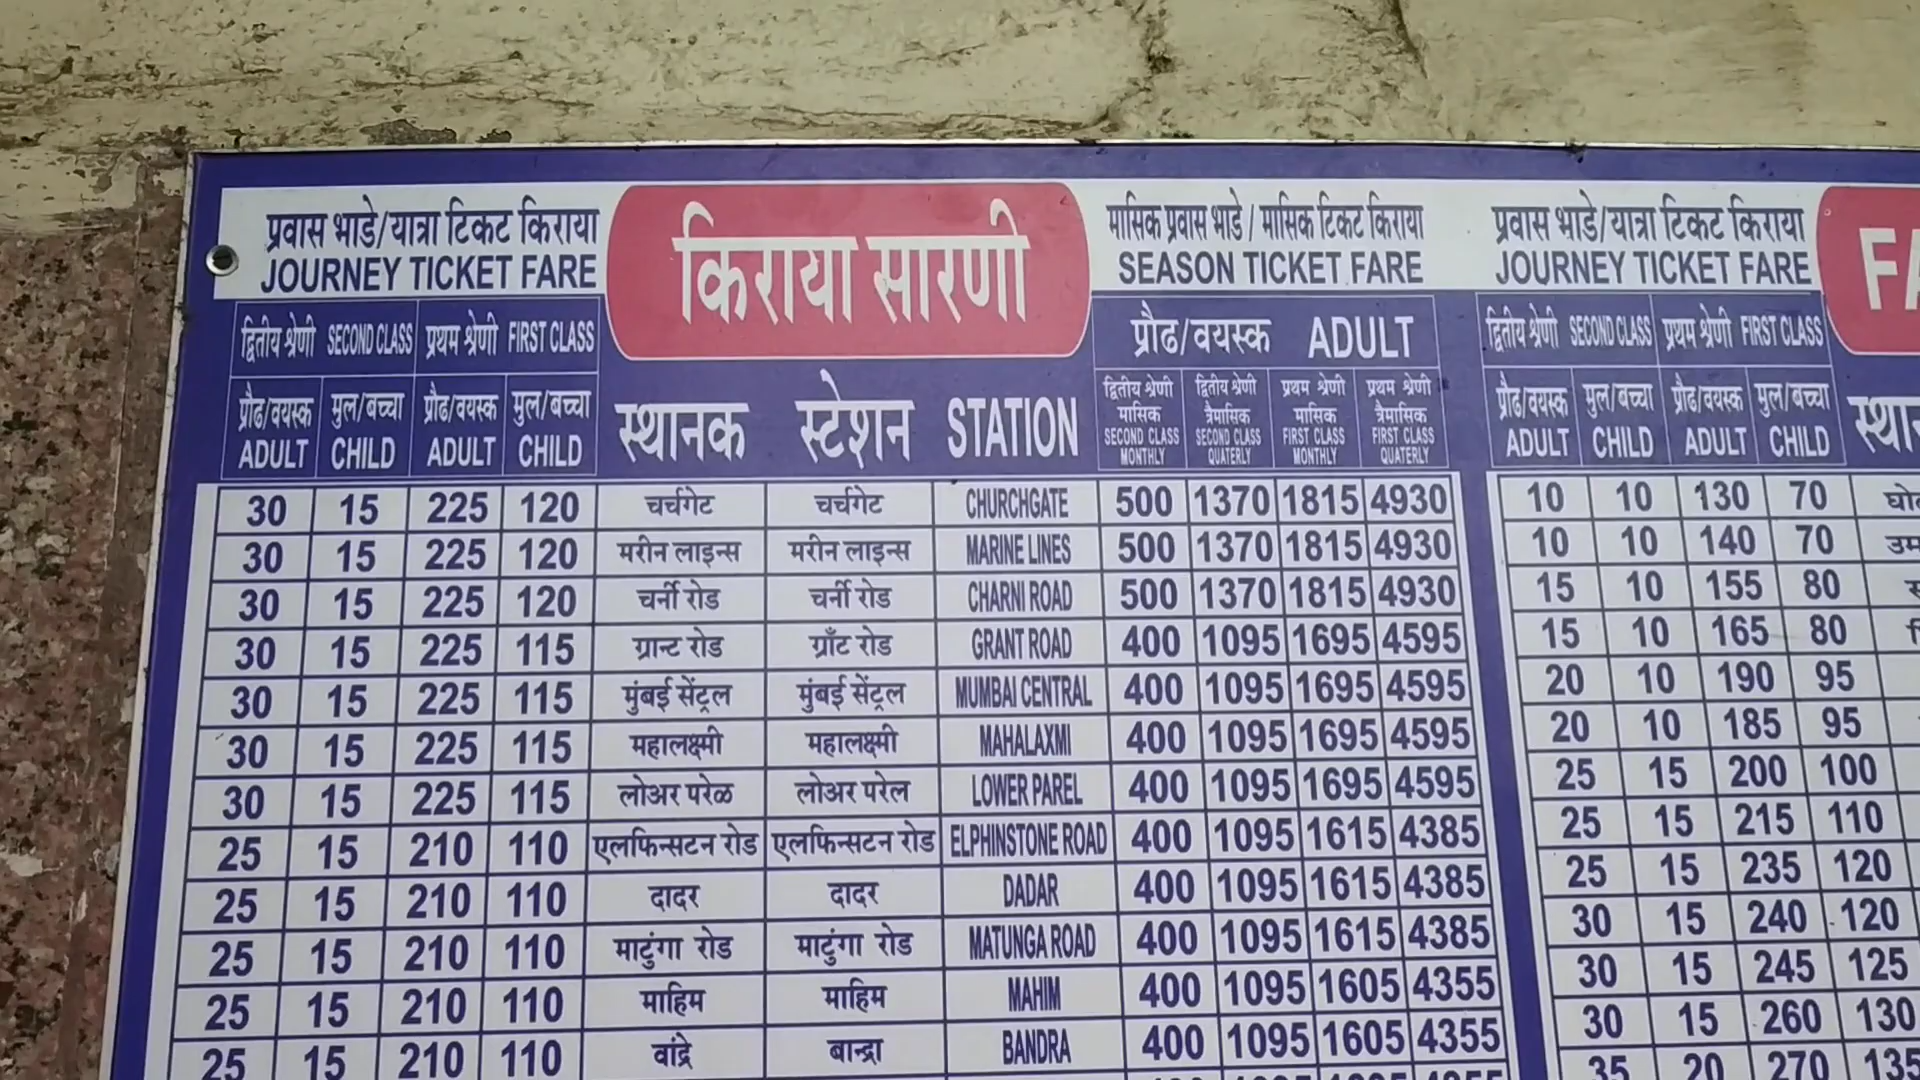 प्रवास भाडे/यात्रा टिकट किराया
JOURNEY TICKET FARE
किराया सारणी
मासिक प्रवास भाडे / मासिक टिकट किराया
SEASON TICKET FARE
प्रवास भाडे/यात्रा टिकट किराया
JOURNEY TICKET FARE
द्वितीय श्रेणी SECOND CLASS प्रथम श्रेणी FIRST CLASS
प्रौढ/वयस्क ADULT
द्वितीय श्रेणी SECOND CLASS प्रथम श्रेणी FIRST CLASS
प्रौढ/वयस्क मुल/बच्चा प्रौढ/वयस्क मुल/बच्चा
ADULT CHILD ADULT CHILD
स्थानक स्टेशन STATION
द्वितीय श्रेणी द्वितीय श्रेणी प्रथम श्रेणी प्रथम श्रेणी
मासिक त्रैमासिक मासिक त्रैमासिक
SECOND CLASS SECOND CLASS FIRST CLASS FIRST CLASS
MONTHLY QUATERLY MONTHLY QUATERLY
प्रौढ/वयस्क मुल/बच्चा प्रौढ/वयस्क मुल/बच्चा
ADULT CHILD ADULT CHILD
30 15 225 120 चर्चगेट चर्चगेट CHURCHGATE 500 1370 1815 4930 10 10 130 70
30 15 225 120 मरीन लाइन्स मरीन लाइन्स MARINE LINES 500 1370 1815 4930 10 10 140 70
30 15 225 120 चर्नी रोड चर्नी रोड CHARNI ROAD 500 1370 1815 4930 15 10 155 80
30 15 225 115 ग्रान्ट रोड ग्राँट रोड GRANT ROAD 400 1095 1695 4595 15 10 165 80
30 15 225 115 मुंबई सेंट्रल मुंबई सेंट्रल MUMBAI CENTRAL 400 1095 1695 4595 20 10 190 95
30 15 225 115 महालक्ष्मी महालक्ष्मी MAHALAXMI 400 1095 1695 4595 20 10 185 95
30 15 225 115 लोअर परेळ लोअर परेल LOWER PAREL 400 1095 1695 4595 25 15 200 100
25 15 210 110 एलफिन्सटन रोड एलफिन्सटन रोड ELPHINSTONE ROAD 400 1095 1615 4385 25 15 215 110
25 15 210 110 दादर दादर DADAR 400 1095 1615 4385 25 15 235 120
25 15 210 110 माटुंगा रोड माटुंगा रोड MATUNGA ROAD 400 1095 1615 4385 30 15 240 120
25 15 210 110 माहिम माहिम MAHIM 400 1095 1605 4355 30 15 245 125
25 15 210 110 वांद्रे बान्द्रा BANDRA 400 1095 1605 4355 30 15 260 130
35 20 270 135